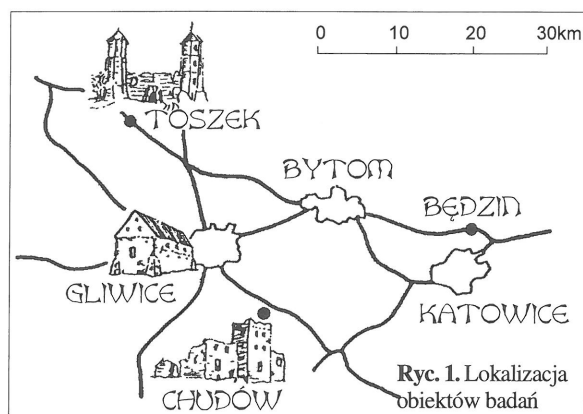 0 10 20 30km
TOSZEK
BYTOM
BĘDZIN
GLIWICE
KATOWICE
CHUDÓW
Ryc. 1. Lokalizacja
obiektów badań